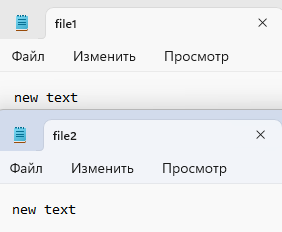 file1
Файл Изменить Просмотр
new text
file2
Файл Изменить Просмотр
new text